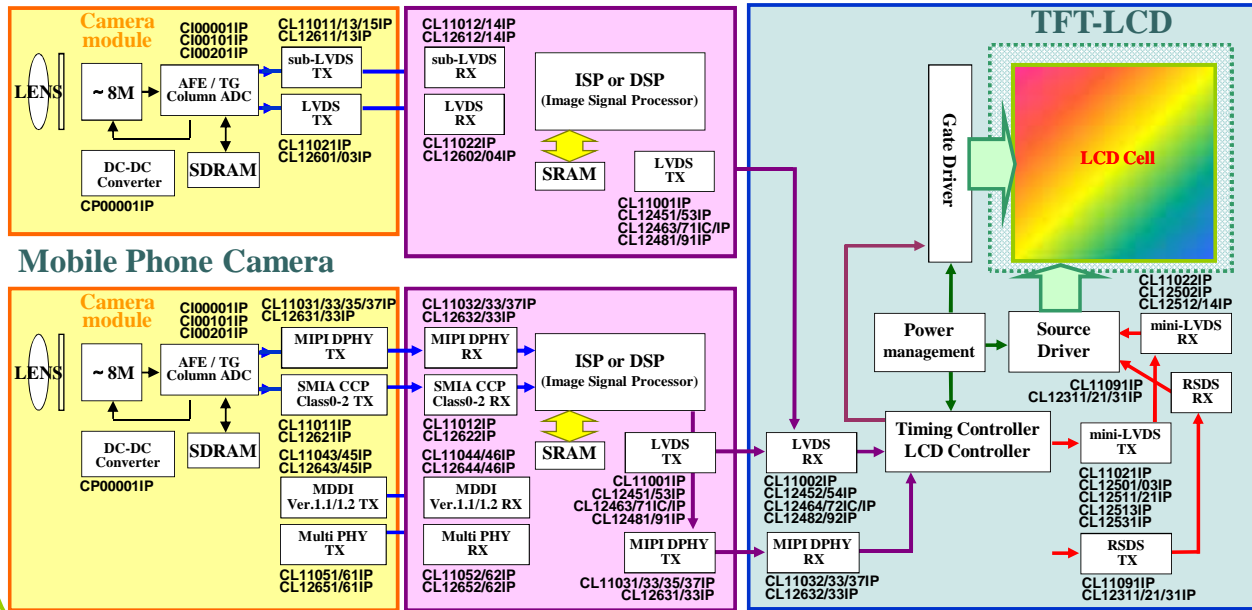 Camera
module
CI00001IP
CI00101IP
CI00201IP
CL11011/13/15IP
CL12611/13IP
LENS
~ 8M
AFE / TG
Column ADC
sub-LVDS
TX
LVDS
TX
CL11021IP
CL12601/03IP
DC-DC
Converter
CP00001IP
SDRAM
CL11012/14IP
CL12612/14IP
sub-LVDS
RX
LVDS
RX
CL11022IP
CL12602/04IP
ISP or DSP
(Image Signal Processor)
SRAM
LVDS
TX
CL11001IP
CL12451/53IP
CL12463/71IC/IP
CL12481/91IP
Mobile Phone Camera
Camera
module
CI00001IP
CI00101IP
CI00201IP
CL11031/33/35/37IP
CL12631/33IP
LENS
~ 8M
AFE / TG
Column ADC
MIPI DPHY
TX
SMIA CCP
Class0-2 TX
CL11011IP
CL12621IP
CL11043/45IP
CL12643/45IP
DC-DC
Converter
CP00001IP
SDRAM
MDDI
Ver.1.1/1.2 TX
Multi PHY
TX
CL11051/61IP
CL12651/61IP
CL11032/33/37IP
CL12632/33IP
MIPI DPHY
RX
SMIA CCP
Class0-2 RX
CL11012IP
CL12622IP
CL11044/46IP
CL12644/46IP
MDDI
Ver.1.1/1.2 RX
Multi PHY
RX
CL11052/62IP
CL12652/62IP
ISP or DSP
(Image Signal Processor)
SRAM
LVDS
TX
CL11001IP
CL12451/53IP
CL12463/71IC/IP
CL12481/91IP
MIPI DPHY
TX
CL11031/33/35/37IP
CL12631/33IP
TFT-LCD
Gate Driver
LCD Cell
Power
management
Source
Driver
CL11022IP
CL12502IP
CL12512/14IP
mini-LVDS
RX
CL11091IP
CL12311/21/31IP
RSDS
RX
LVDS
RX
CL11002IP
CL12452/54IP
CL12464/72IC/IP
CL12482/92IP
MIPI DPHY
RX
CL11032/33/37IP
CL12632/33IP
Timing Controller
LCD Controller
mini-LVDS
TX
CL11021IP
CL12501/03IP
CL12511/21IP
CL12513IP
CL12531IP
RSDS
TX
CL11091IP
CL12311/21/31IP